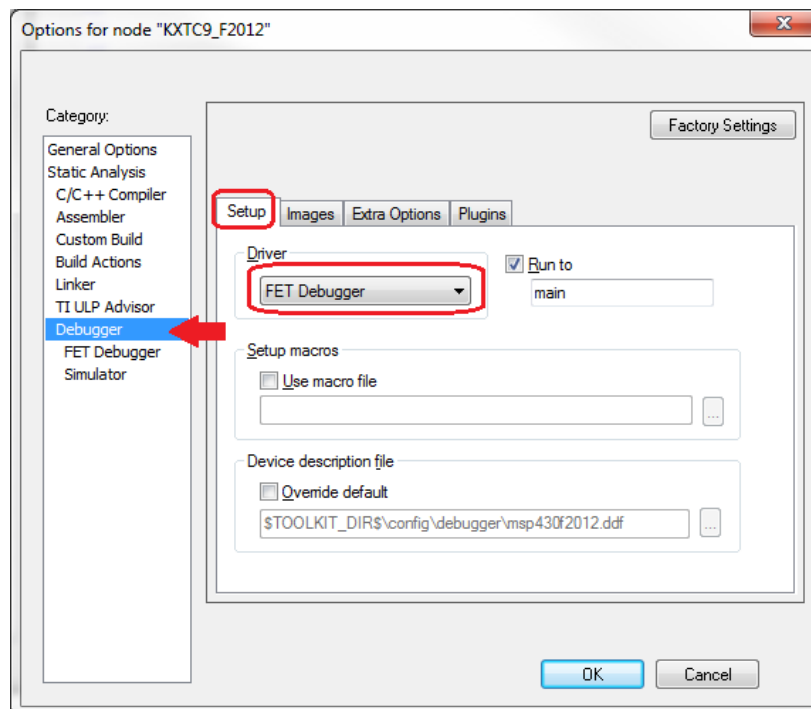 Options for node "KXTC9_F2012"
Category:
Factory Settings
General Options
Static Analysis
C/C++ Compiler
Assembler
Custom Build
Build Actions
Linker
TI ULP Advisor
Debugger
FET Debugger
Simulator
Setup Images Extra Options Plugins
Driver
FET Debugger
Run to
main
Setup macros
Use macro file
...
Device description file
Override default
$TOOLKIT_DIR$\config\debugger\msp430f2012.ddf
...
OK Cancel